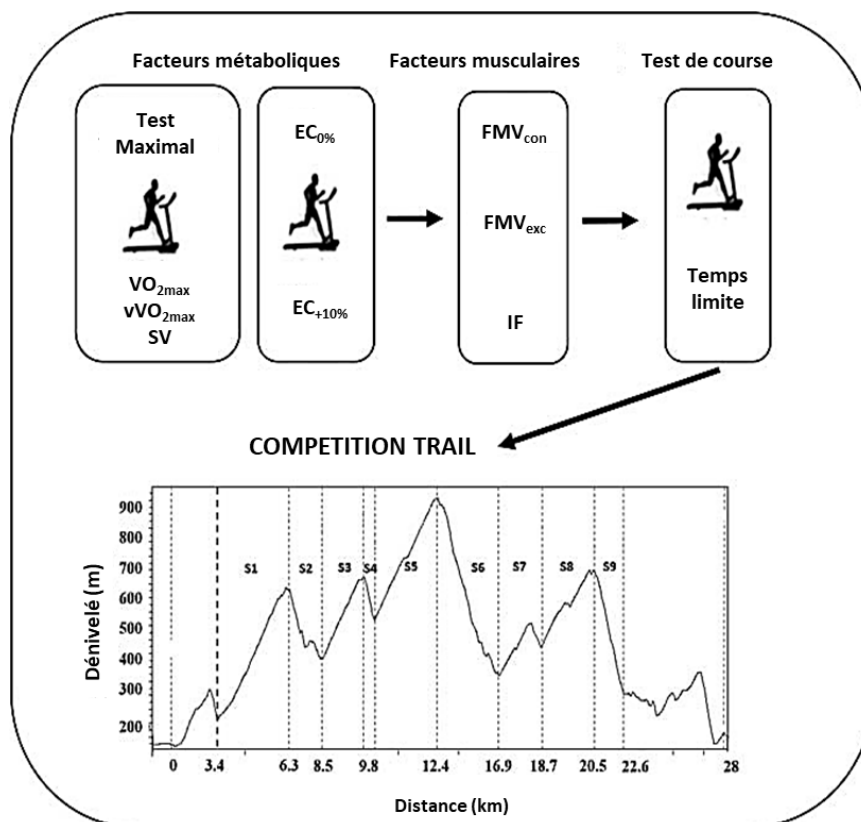 Facteurs métaboliques
Facteurs musculaires
Test de course
Test
Maximal
VO2max
vVO2max
SV
EC0%
EC+10%
FMVcon
FMVexc
IF
Temps
limite
COMPETITION TRAIL
Dénivelé (m)
900
800
700
600
500
400
300
200
S1
S2
S3
S4
S5
S6
S7
S8
S9
0
3.4
6.3
8.5
9.8
12.4
16.9
18.7
20.5
22.6
28
Distance (km)